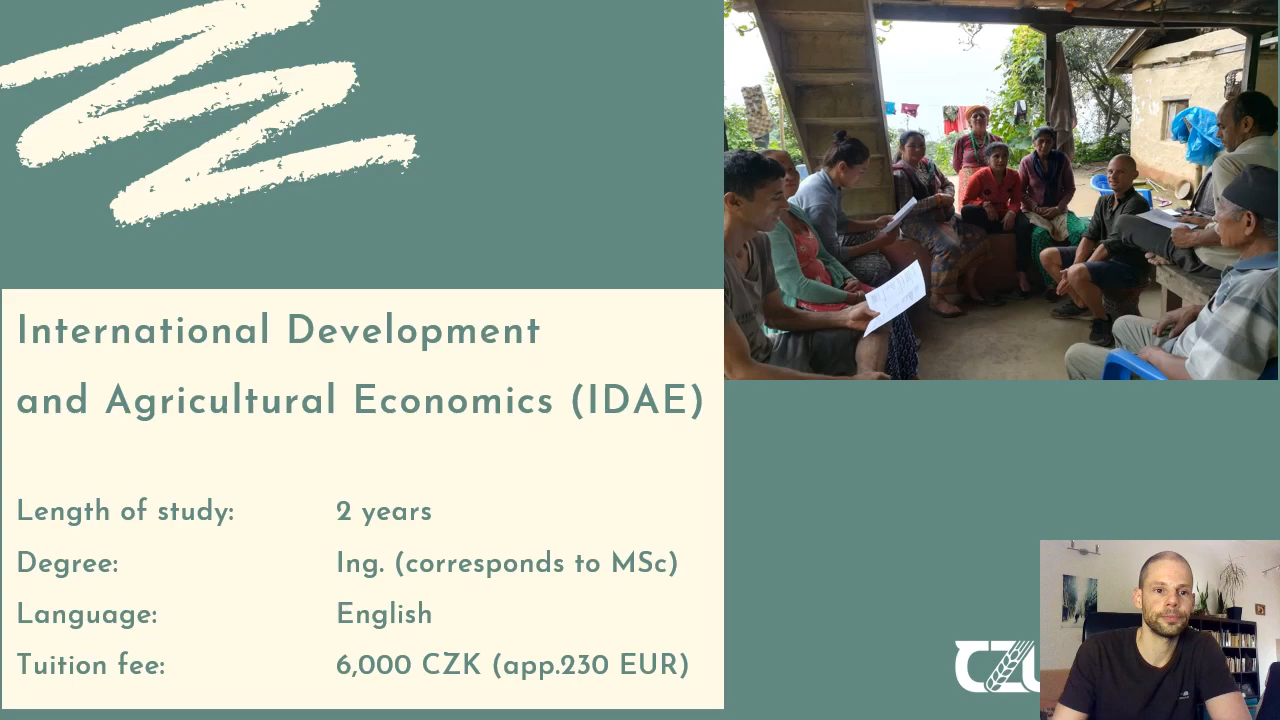 International Development
and Agricultural Economics (IDAE)
Length of study: 2 years
Degree: Ing. (corresponds to MSc)
Language: English
Tuition fee: 6,000 CZK (app.230 EUR)
CZU